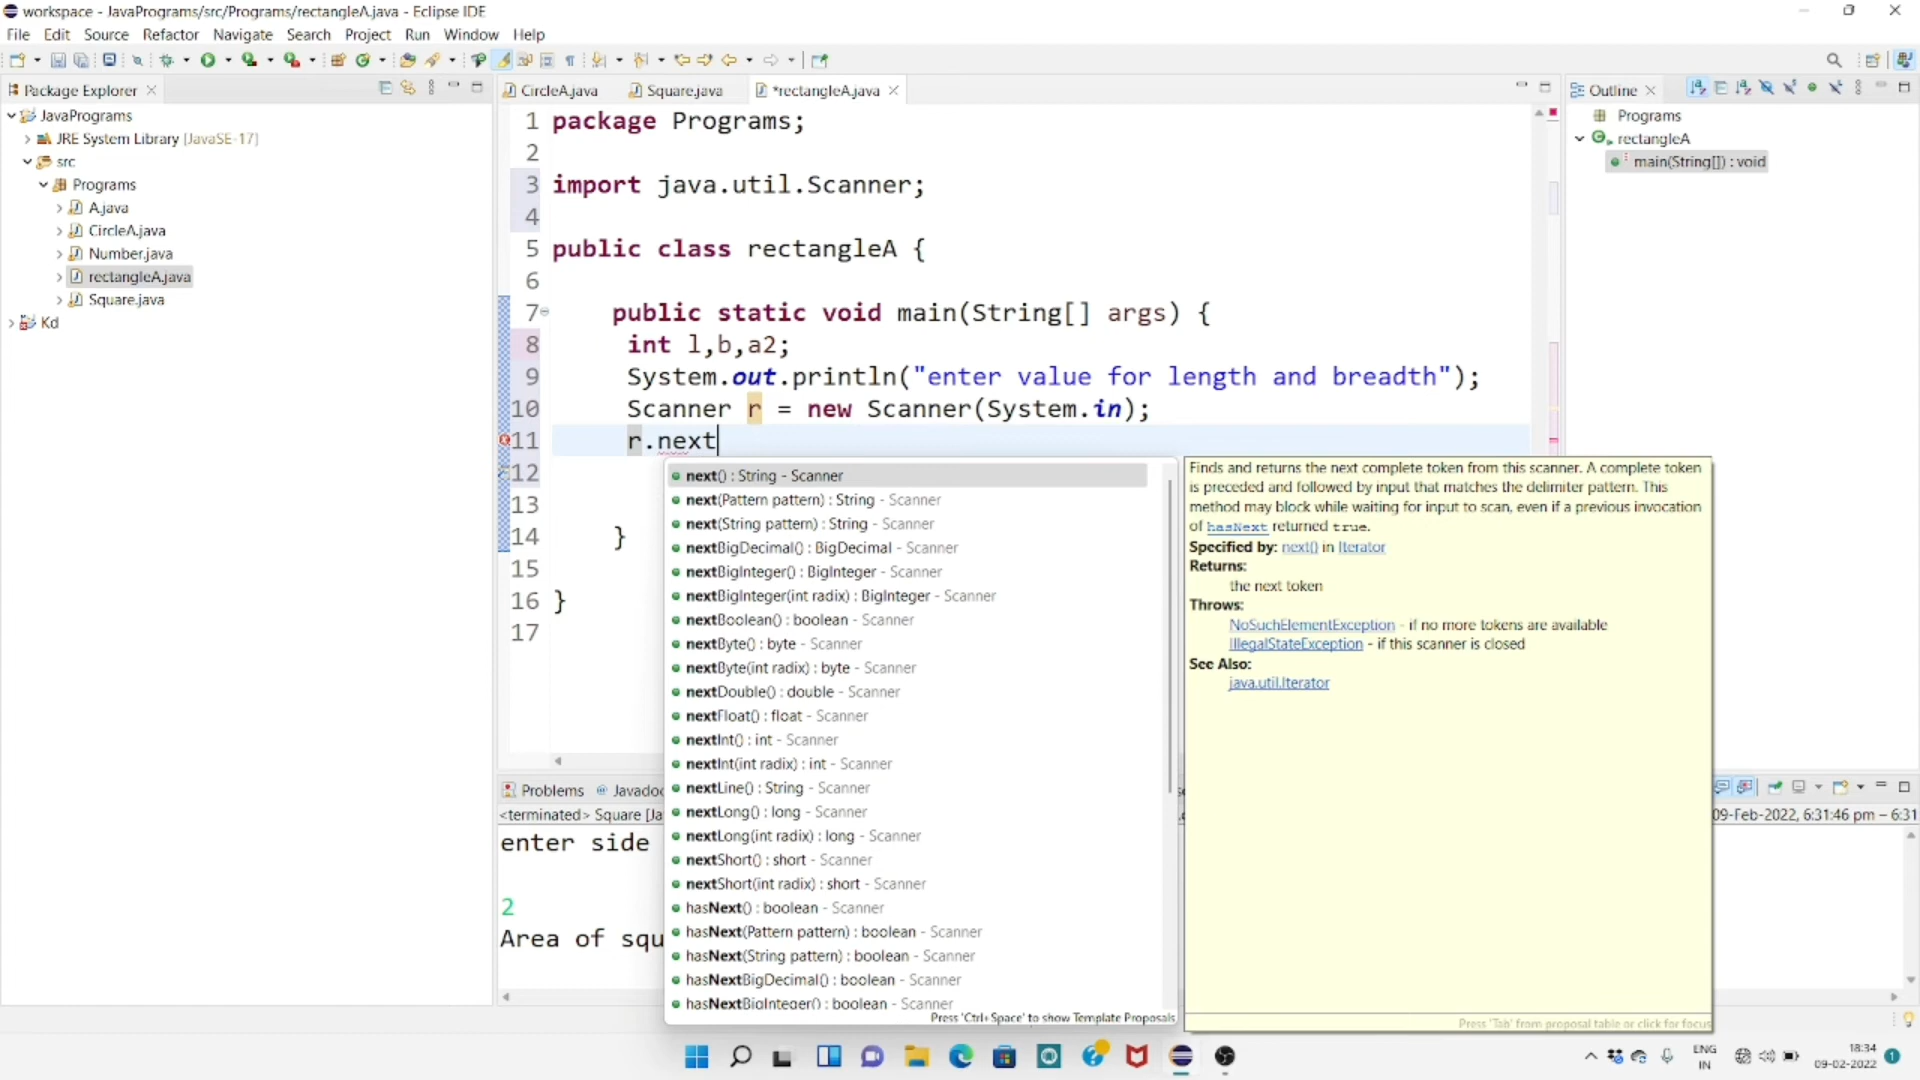 workspace - JavaPrograms/src/Programs/rectangleA.java - Eclipse IDE
File Edit Source Refactor Navigate Search Project Run Window Help
Package Explorer
CircleA.java Square.java *rectangleA.java
Outline
JavaPrograms
JRE System Library [JavaSE-17]
src
Programs
A.java
CircleA.java
Number.java
rectangleA.java
Square.java
Kd
1 package Programs;
2
3 import java.util.Scanner;
4
5 public class rectangleA {
6
7 public static void main(String[] args) {
8 int l,b,a2;
9 System.out.println("enter value for length and breadth");
10 Scanner r = new Scanner(System.in);
11 r.next
12
13
14 }
15
16 }
17
Programs
rectangleA
main(String[]) : void
next() : String - Scanner
next(Pattern pattern) : String - Scanner
next(String pattern) : String - Scanner
nextBigDecimal() : BigDecimal - Scanner
nextBigInteger() : BigInteger - Scanner
nextBigInteger(int radix) : BigInteger - Scanner
nextBoolean() : boolean - Scanner
nextByte() : byte - Scanner
nextByte(int radix) : byte - Scanner
nextDouble() : double - Scanner
nextFloat() : float - Scanner
nextInt() : int - Scanner
nextInt(int radix) : int - Scanner
nextLine() : String - Scanner
nextLong() : long - Scanner
nextLong(int radix) : long - Scanner
nextShort() : short - Scanner
nextShort(int radix) : short - Scanner
hasNext() : boolean - Scanner
hasNext(Pattern pattern) : boolean - Scanner
hasNext(String pattern) : boolean - Scanner
hasNextBigDecimal() : boolean - Scanner
hasNextBigInteger() : boolean - Scanner
Press 'Ctrl+Space' to show Template Proposals
Finds and returns the next complete token from this scanner. A complete token
is preceded and followed by input that matches the delimiter pattern. This
method may block while waiting for input to scan, even if a previous invocation
of hasNext returned true.
Specified by: next() in Iterator
Returns:
the next token
Throws:
NoSuchElementException - if no more tokens are available
IllegalStateException - if this scanner is closed
See Also:
java.util.Iterator
Press 'Tab' from proposal table or click for focus
Problems Javadoc
<terminated> Square [Ja
09-Feb-2022, 6:31:46 pm – 6:31
enter side
2
Area of squ
ENG
IN
18:34
09-02-2022
1